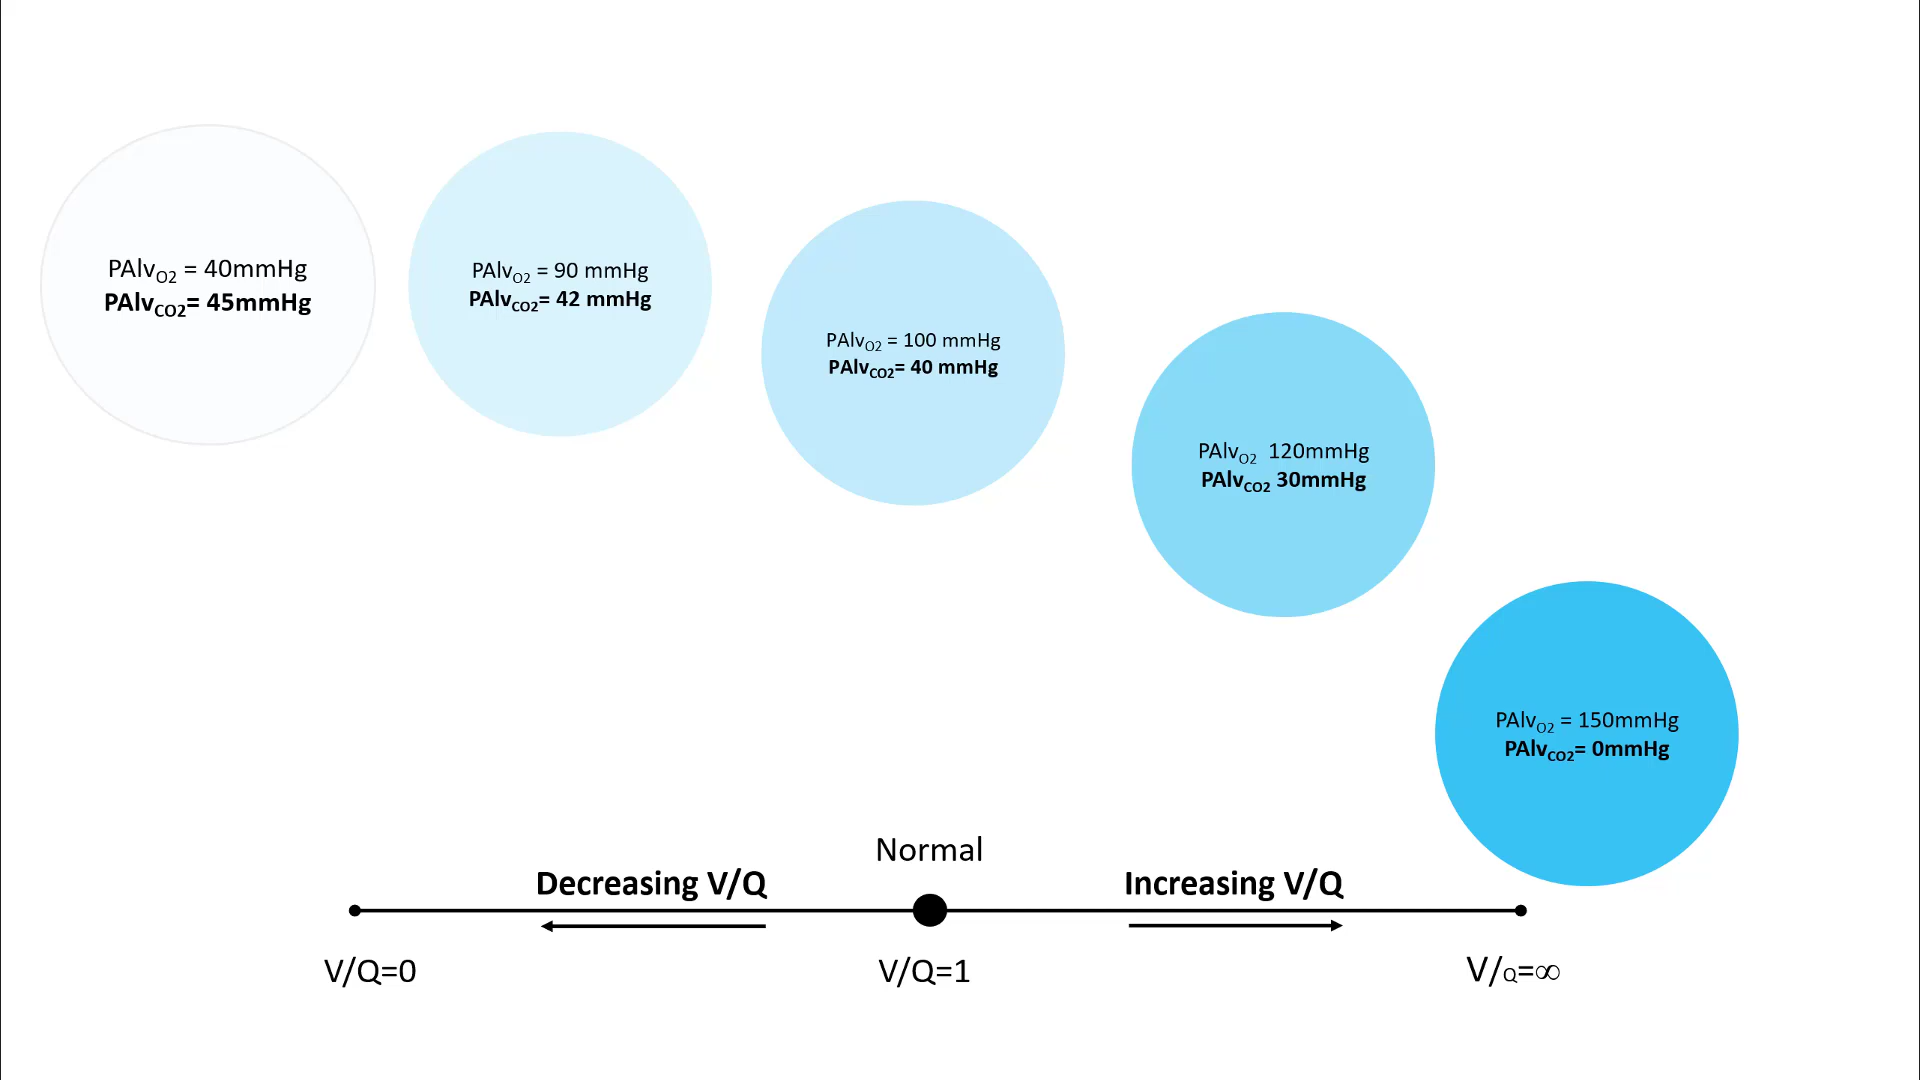 PAlvO2 = 40mmHg
PAlvCO2= 45mmHg
PAlvO2 = 90 mmHg
PAlvCO2= 42 mmHg
PAlvO2 = 100 mmHg
PAlvCO2= 40 mmHg
PAlvO2 120mmHg
PAlvCO2 30mmHg
PAlvO2 = 150mmHg
PAlvCO2= 0mmHg
Normal
Decreasing V/Q
Increasing V/Q
V/Q=0
V/Q=1
V/Q=∞